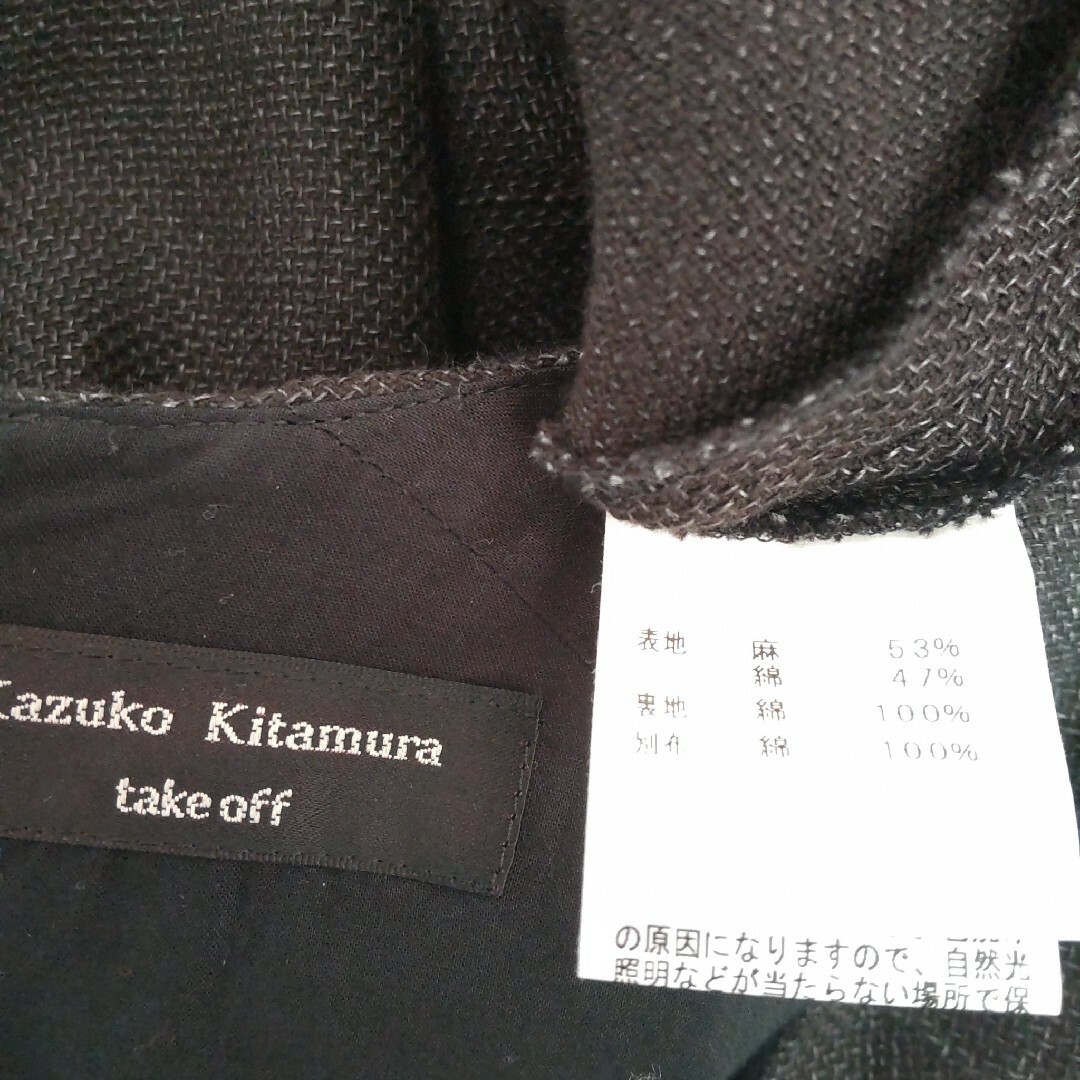 Kazuko Kitamura
take off
表地 麻 53%
綿 47%
裏地 綿 100%
別布 綿 100%
の原因になりますので、自然光
照明などが当たらない場所で保